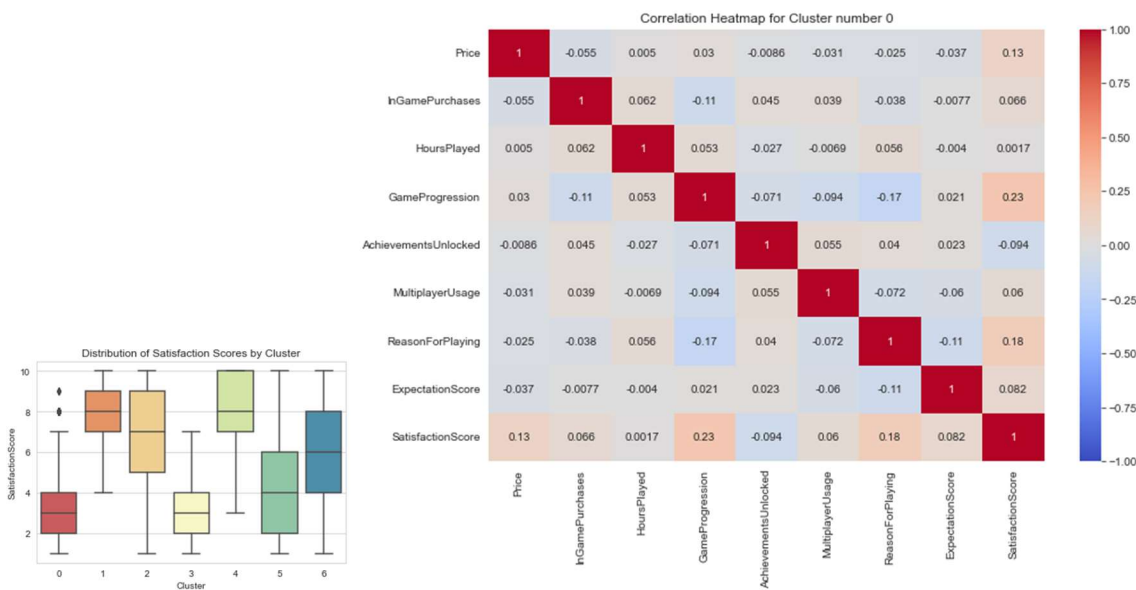 Correlation Heatmap for Cluster number 0
Price 1 -0.055 0.005 0.03 -0.0086 -0.031 -0.025 -0.037 0.13
InGamePurchases -0.055 1 0.062 -0.11 0.045 0.039 -0.038 -0.0077 0.066
HoursPlayed 0.005 0.062 1 0.053 -0.027 -0.0069 0.056 -0.004 0.0017
GameProgression 0.03 -0.11 0.053 1 -0.071 -0.094 -0.17 0.021 0.23
AchievementsUnlocked -0.0086 0.045 -0.027 -0.071 1 0.055 0.04 0.023 -0.094
MultiplayerUsage -0.031 0.039 -0.0069 -0.094 0.055 1 -0.072 -0.06 0.06
ReasonForPlaying -0.025 -0.038 0.056 -0.17 0.04 -0.072 1 -0.11 0.18
ExpectationScore -0.037 -0.0077 -0.004 0.021 0.023 -0.06 -0.11 1 0.082
SatisfactionScore 0.13 0.066 0.0017 0.23 -0.094 0.06 0.18 0.082 1
Price
InGamePurchases
HoursPlayed
GameProgression
AchievementsUnlocked
MultiplayerUsage
ReasonForPlaying
ExpectationScore
SatisfactionScore
1.00
0.75
0.50
0.25
0.00
-0.25
-0.50
-0.75
-1.00
Distribution of Satisfaction Scores by Cluster
SatisfactionScore
10
8
6
4
2
0 1 2 3 4 5 6
Cluster